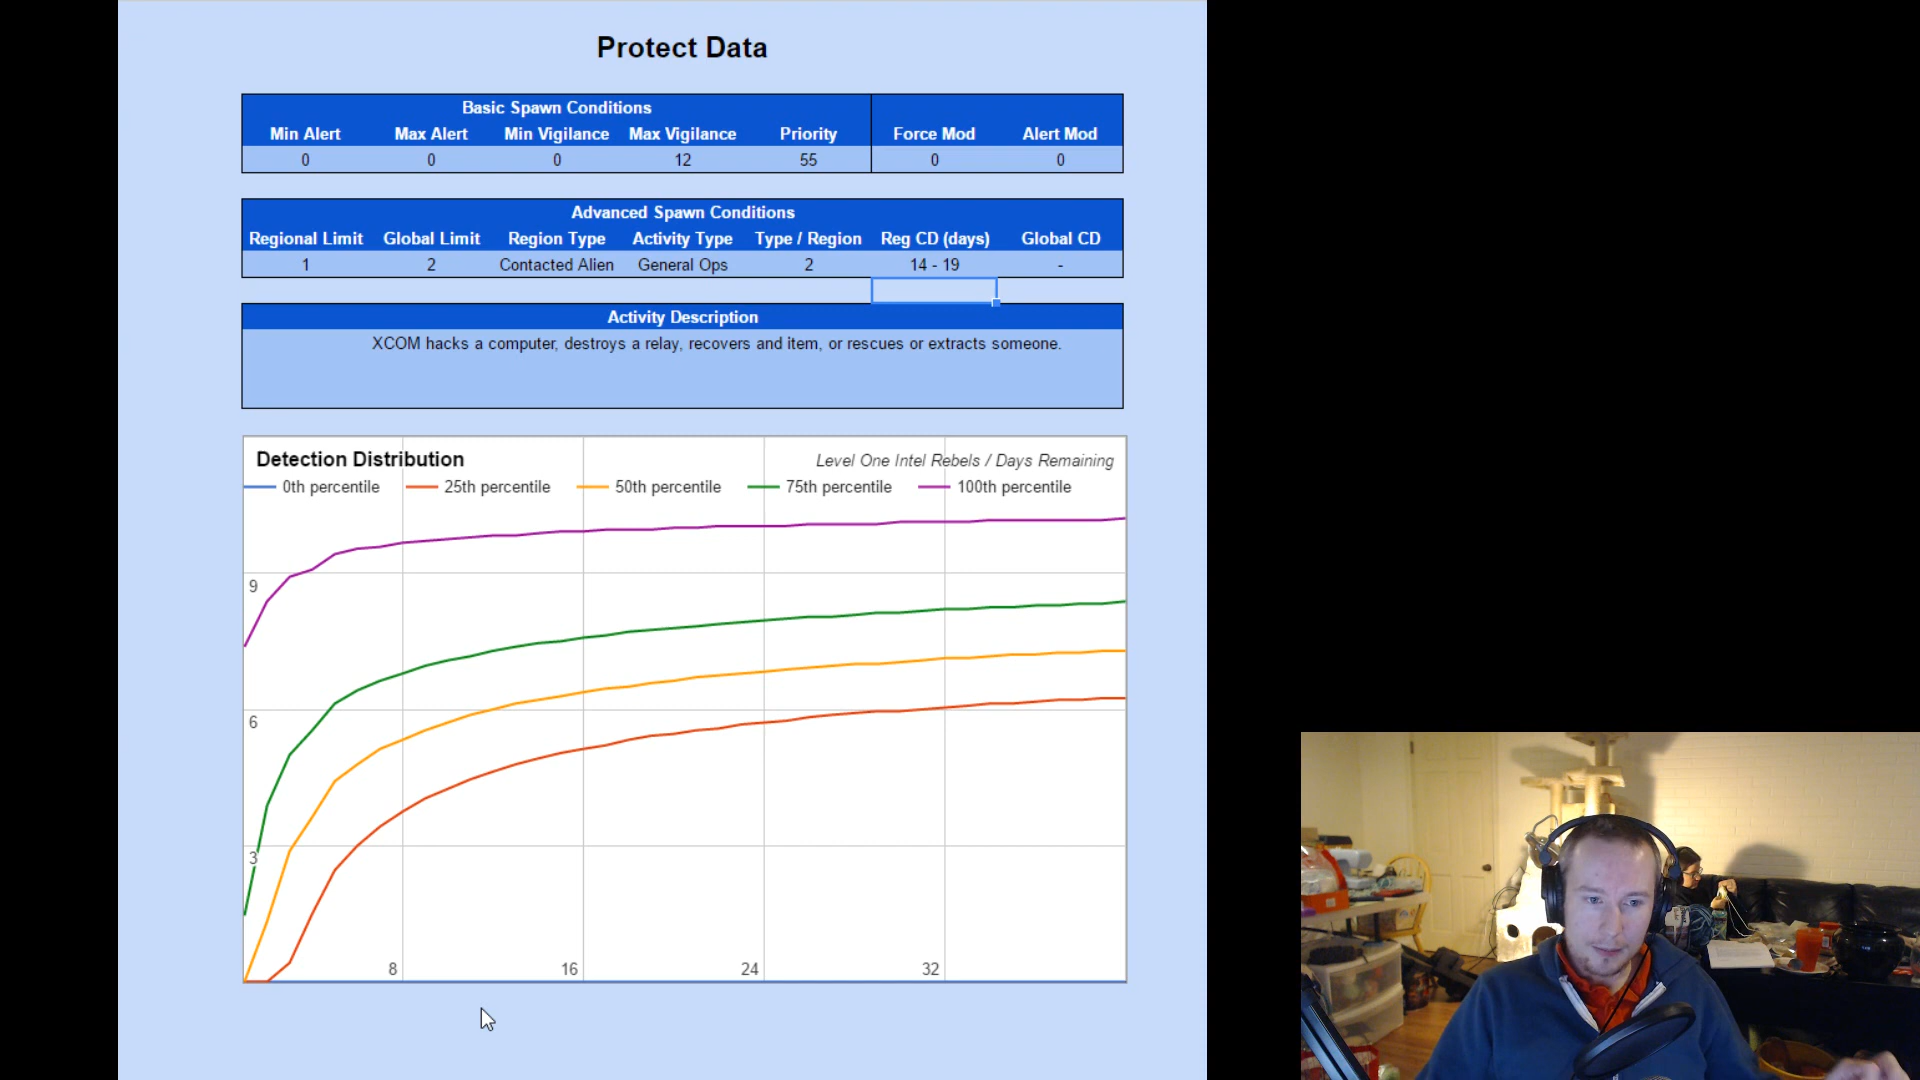 Protect Data
Basic Spawn Conditions
Min Alert Max Alert Min Vigilance Max Vigilance Priority Force Mod Alert Mod
0 0 0 12 55 0 0
Advanced Spawn Conditions
Regional Limit Global Limit Region Type Activity Type Type / Region Reg CD (days) Global CD
1 2 Contacted Alien General Ops 2 14 - 19 -
Activity Description
XCOM hacks a computer, destroys a relay, recovers and item, or rescues or extracts someone.
Detection Distribution Level One Intel Rebels / Days Remaining
0th percentile 25th percentile 50th percentile 75th percentile 100th percentile
9
6
3
8 16 24 32